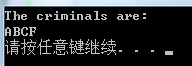 The criminals are:
ABCF
请按任意键继续. . .